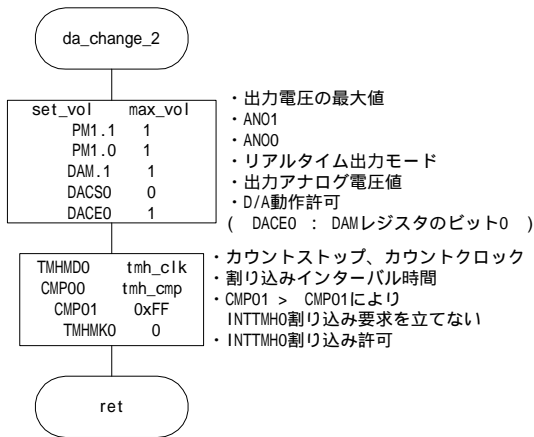 da_change_2
set_vol max_vol
PM1.1 1
PM1.0 1
DAM.1 1
DACS0 0
DACE0 1
・出力電圧の最大値
・ANO1
・ANO0
・リアルタイム出力モード
・出力アナログ電圧値
・D/A動作許可
( DACE0 : DAMレジスタのビット0 )
TMHMD0 tmh_clk
CMP00 tmh_cmp
CMP01 0xFF
TMHMK0 0
・カウントストップ、カウントクロック
・割り込みインターバル時間
・CMP01 > CMP01により
INTTMH0割り込み要求を立てない
・INTTMH0割り込み許可
ret